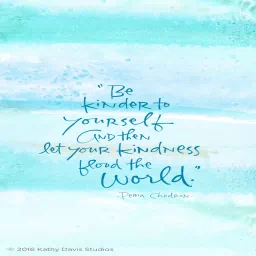 "Be
kinder to
yourself
AND then
let your kindness
flood the
world."
-Pema Chodron
© 2016 Kathy Davis Studios